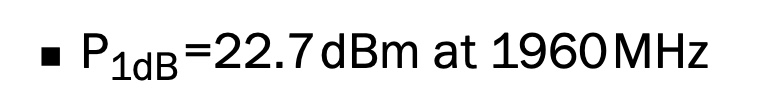 ■ P1dB=22.7dBm at 1960MHz